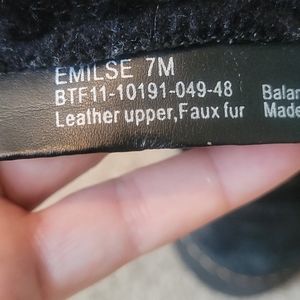 EMILSE 7M
BTF11-10191-049-48
Leather upper,Faux fur
Balan
Made